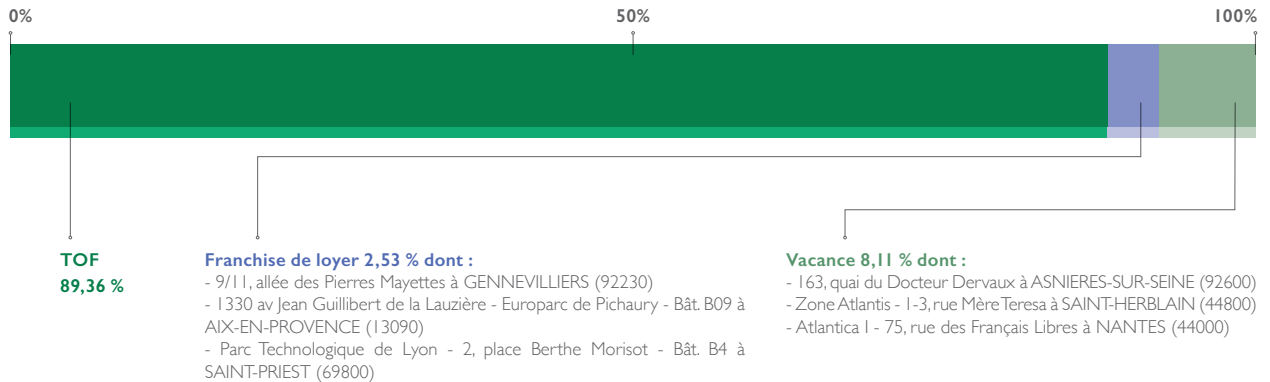 0% 50% 100%
TOF
89,36 %
Franchise de loyer 2,53 % dont :
- 9/11, allée des Pierres Mayettes à GENNEVILLIERS (92230)
- 1330 av Jean Guillibert de la Lauzière - Europarc de Pichaury - Bât. B09 à
AIX-EN-PROVENCE (13090)
- Parc Technologique de Lyon - 2, place Berthe Morisot - Bât. B4 à
SAINT-PRIEST (69800)
Vacance 8,11 % dont :
- 163, quai du Docteur Dervaux à ASNIERES-SUR-SEINE (92600)
- Zone Atlantis - 1-3, rue Mère Teresa à SAINT-HERBLAIN (44800)
- Atlantica I - 75, rue des Français Libres à NANTES (44000)